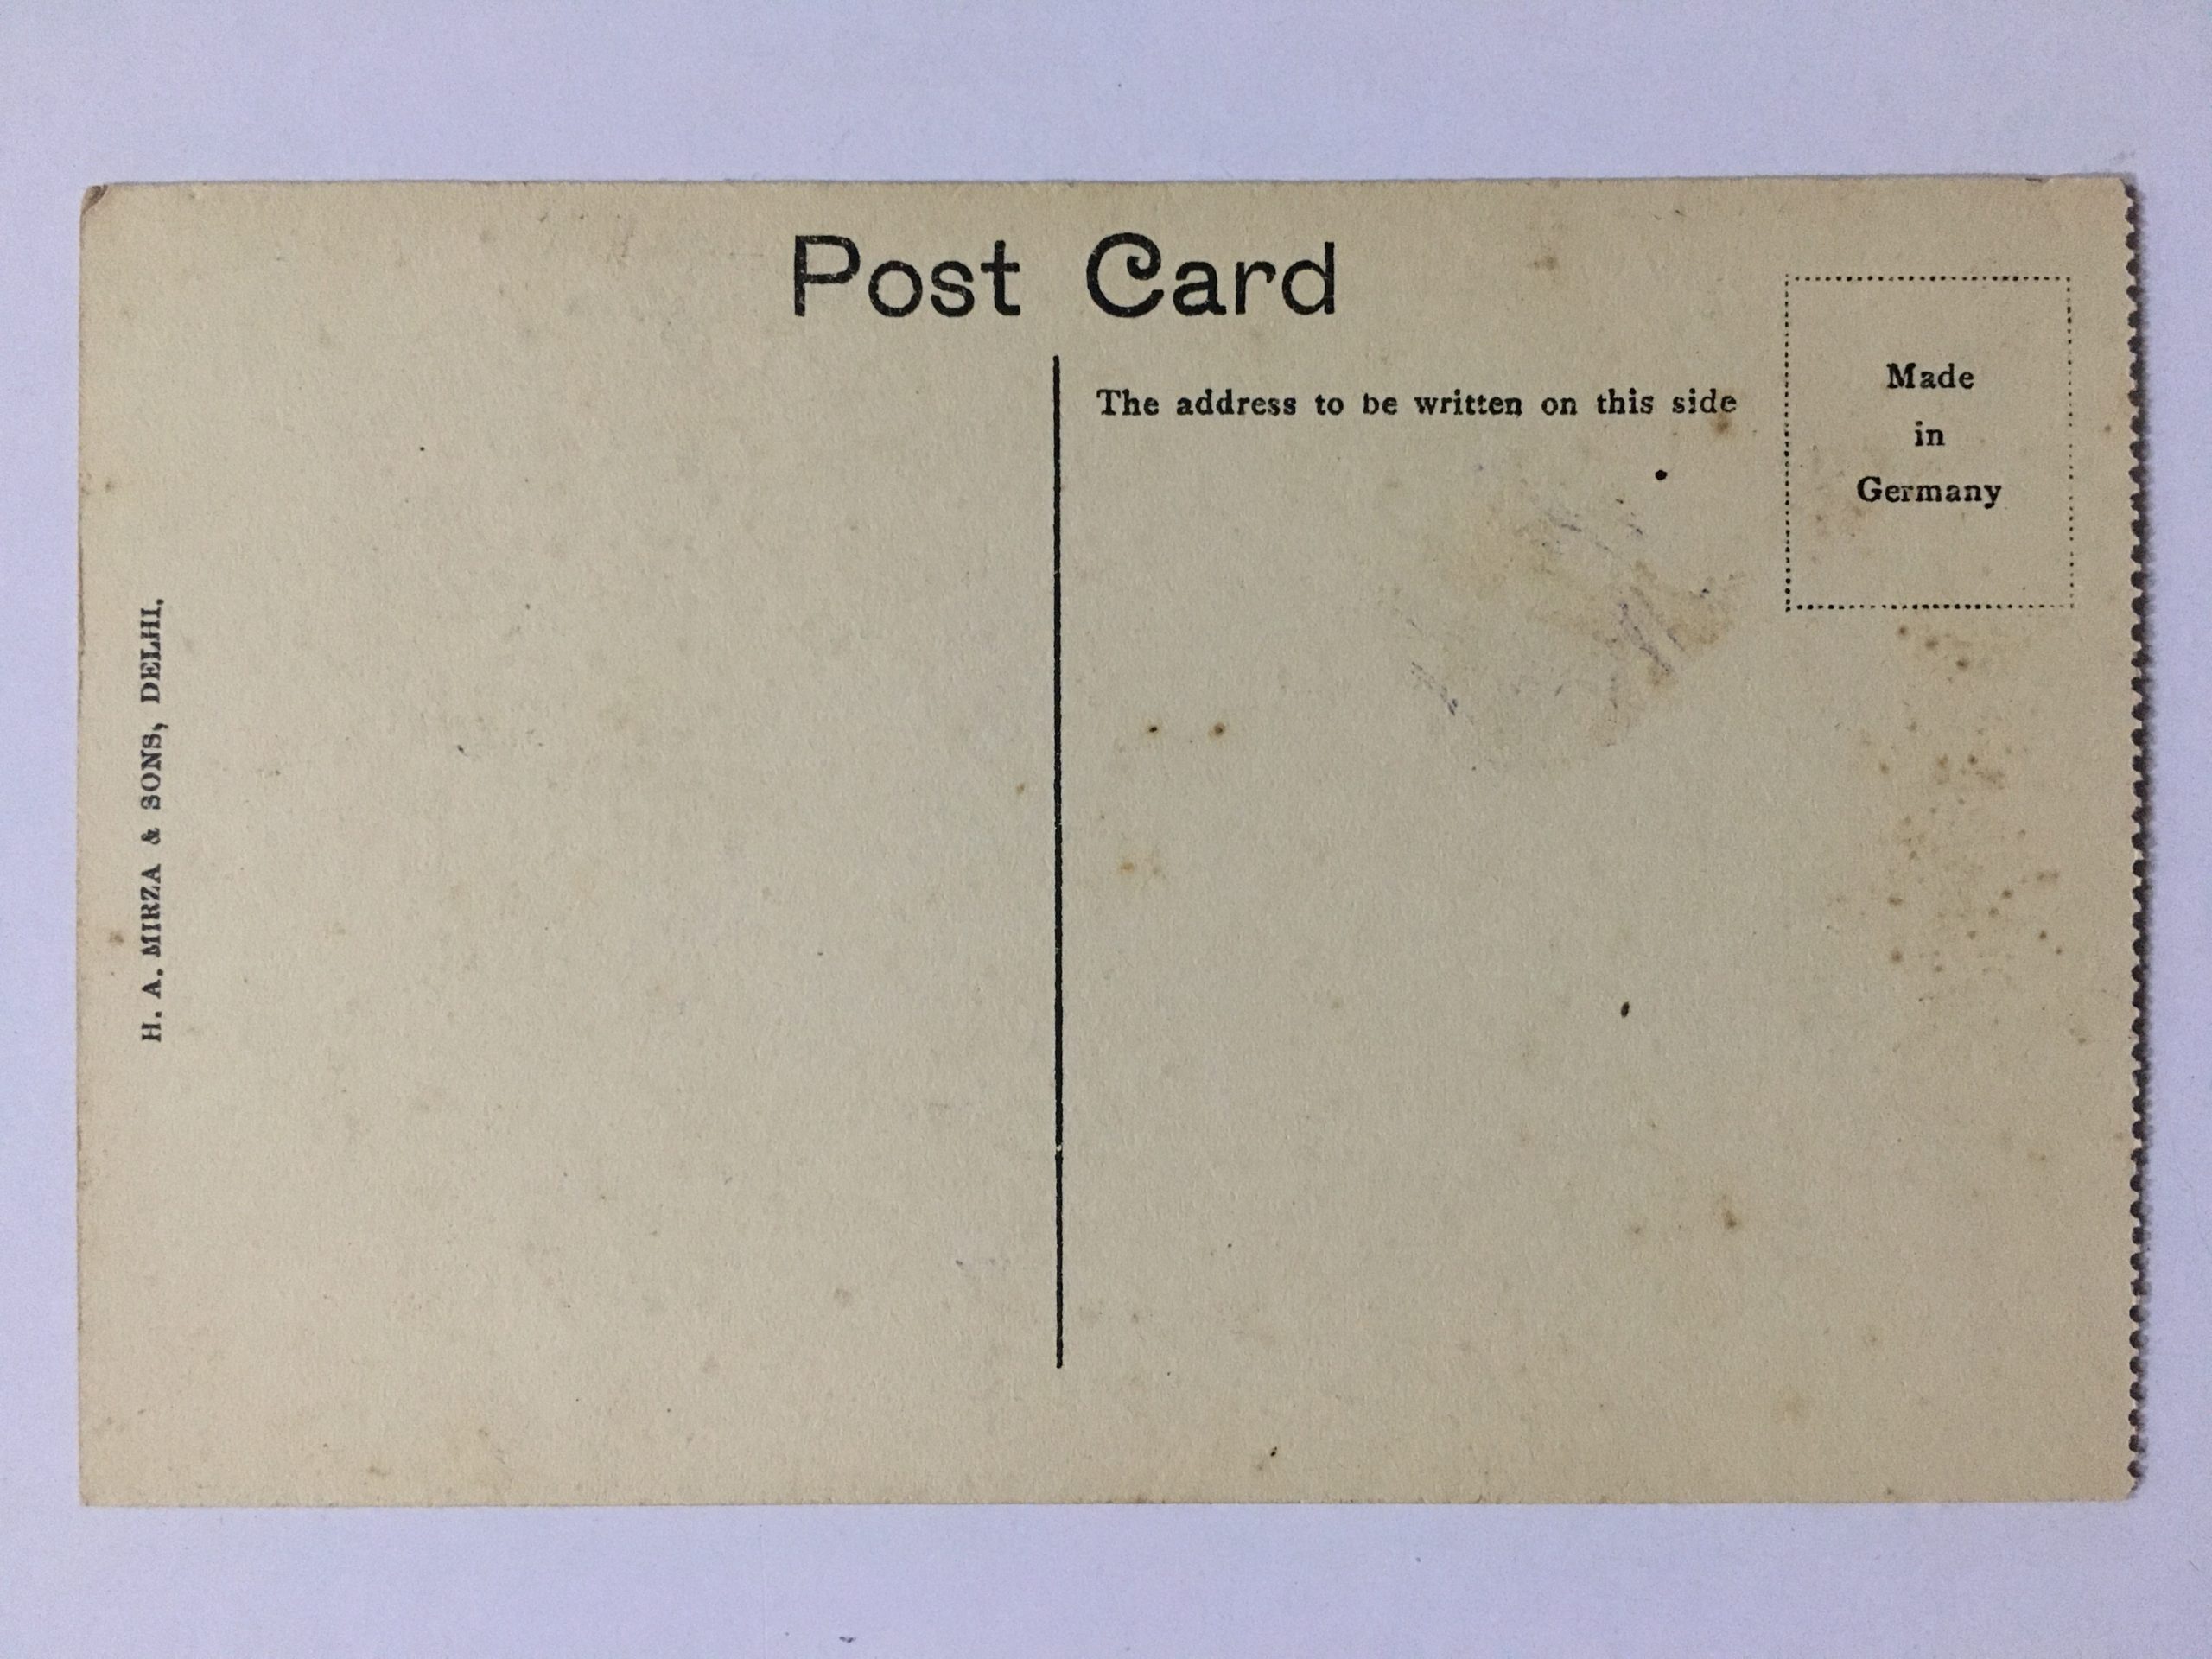 Post Card
The address to be written on this side
Made
in
Germany
H. A. MIRZA & SONS, DELHI.